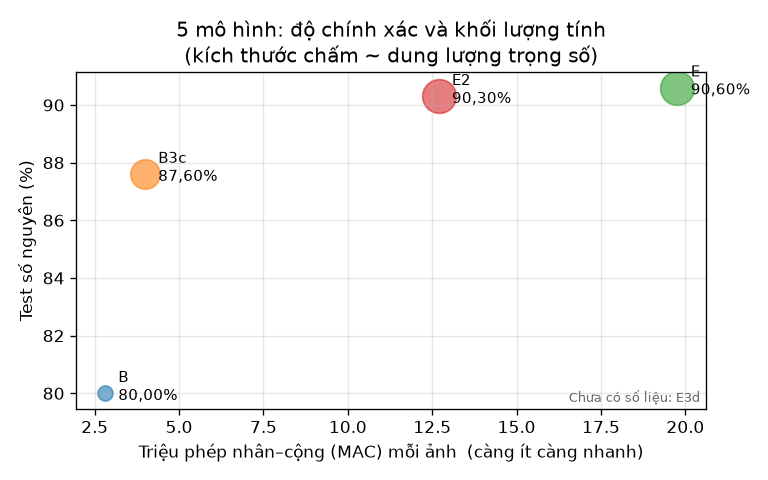 5 mô hình: độ chính xác và khối lượng tính
(kích thước chấm ~ dung lượng trọng số)
E
90,60%
E2
90,30%
B3c
87,60%
B
80,00%
Chưa có số liệu: E3d
Test số nguyên (%)
90
88
86
84
82
80
2.5
5.0
7.5
10.0
12.5
15.0
17.5
20.0
Triệu phép nhân–cộng (MAC) mỗi ảnh  (càng ít càng nhanh)